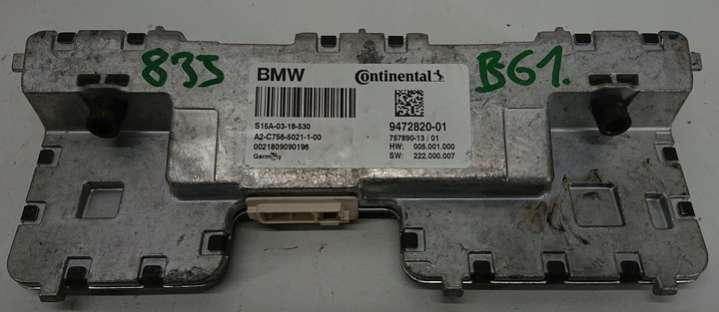 835
B61.
BMW
Continental
S15A-03-18-530
A2-C756-5021-1-00
0021809090196
Germany
9472820-01
757890-13 / 01
HW: 005.001.000
SW: 222.000.007